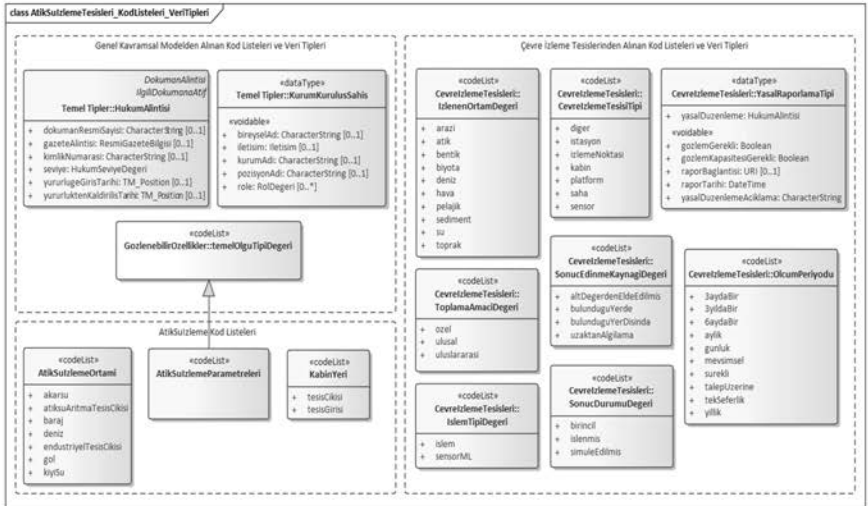 class AtikSuIzlemeTesisleri_KodListeleri_VeriTipleri
Genel Kavramsal Modelden Alınan Kod Listeleri ve Veri Tipleri
DokumanAlintisi
IlgiliDokumanaAtif
Temel Tipler::HukumAlintisi
+ dokumanResmiSayisi: CharacterString [0..1]
+ gazeteAlintisi: ResmiGazeteBilgisi [0..1]
+ kimlikNumarasi: CharacterString [0..1]
+ seviye: HukumSeviyeDegeri
+ yururlugeGirisTarihi: TM_Position [0..1]
+ yururluktenKaldirilisTarihi: TM_Position [0..1]
«dataType»
Temel Tipler::KurumKurulusSahis
«voidable»
+ bireyselAd: CharacterString [0..1]
+ iletisim: Iletisim [0..1]
+ kurumAdi: CharacterString [0..1]
+ pozisyonAdi: CharacterString [0..1]
+ role: RolDegeri [0..*]
«codeList»
GozlenebilirOzellikler::temelOlguTipiDegeri
AtikSuIzleme Kod Listeleri
«codeList»
AtikSuIzlemeOrtami
+ akarsu
+ atiksuAritmaTesisCikisi
+ baraj
+ deniz
+ endustriyelTesisCikisi
+ gol
+ kiyiSu
«codeList»
AtikSuIzlemeParametreleri
«codeList»
KabinYeri
+ tesisCikisi
+ tesisGirisi
Çevre İzleme Tesislerinden Alınan Kod Listeleri ve Veri Tipleri
«codeList»
CevreIzlemeTesisleri::
IzlenenOrtamDegeri
+ arazi
+ atik
+ bentik
+ biyota
+ deniz
+ hava
+ pelajik
+ sediment
+ su
+ toprak
«codeList»
CevreIzlemeTesisleri::
CevreIzlemeTesisiTipi
+ diger
+ istasyon
+ izlemeNoktasi
+ kabin
+ platform
+ saha
+ sensor
«dataType»
CevreIzlemeTesisleri::YasalRaporlamaTipi
+ yasalDuzenleme: HukumAlintisi
«voidable»
+ gozlemGerekli: Boolean
+ gozlemKapasitesiGerekli: Boolean
+ raporBaglantisi: URI [0..1]
+ raporTarihi: DateTime
+ yasalDuzenlemeAciklama: CharacterString
«codeList»
CevreIzlemeTesisleri::
ToplamaAmaciDegeri
+ ozel
+ ulusal
+ uluslararasi
«codeList»
CevreIzlemeTesisleri::
SonucEdinmeKaynagiDegeri
+ altDegerdenEldeEdilmis
+ bulunduguYerde
+ bulunduguYerDisinda
+ uzaktanAlgilama
«codeList»
CevreIzlemeTesisleri::OlcumPeriyodu
+ 3aydaBir
+ 3yildaBir
+ 6aydaBir
+ aylik
+ gunluk
+ mevsimsel
+ surekli
+ talepUzerine
+ tekSeferlik
+ yillik
«codeList»
CevreIzlemeTesisleri::
IslemTipiDegeri
+ islem
+ sensorML
«codeList»
CevreIzlemeTesisleri::
SonucDurumuDegeri
+ birincil
+ islenmis
+ simuleEdilmis